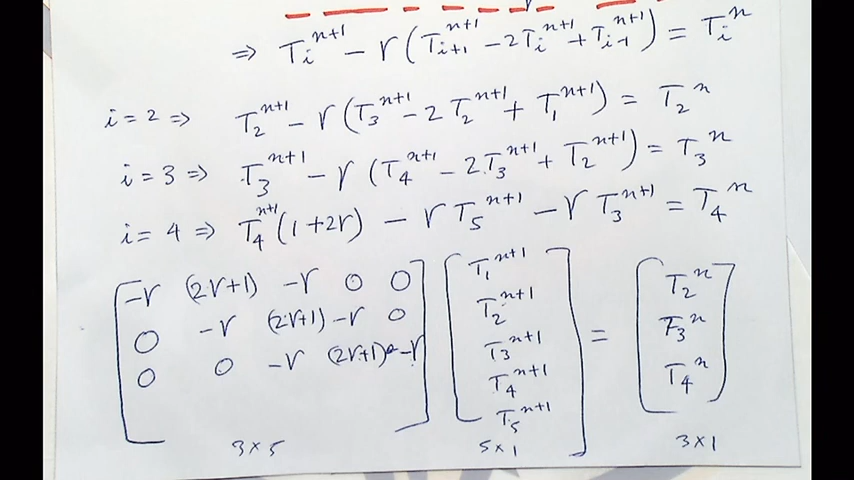 ⇒ T_i^{n+1} - r (T_{i+1}^{n+1} - 2T_i^{n+1} + T_{i-1}^{n+1}) = T_i^n
i = 2 ⇒ T_2^{n+1} - r (T_3^{n+1} - 2 T_2^{n+1} + T_1^{n+1}) = T_2^n
i = 3 ⇒ T_3^{n+1} - r (T_4^{n+1} - 2 T_3^{n+1} + T_2^{n+1}) = T_3^n
i = 4 ⇒ T_4^{n+1} (1+2r) - r T_5^{n+1} - r T_3^{n+1} = T_4^n
-r (2r+1) -r 0 0 T_1^{n+1} T_2^n
0 -r (2r+1) -r 0 T_2^{n+1} = T_3^n
0 0 -r (2r+1) -r T_3^{n+1} T_4^n
T_4^{n+1}
T_5^{n+1}
3×5 5×1 3×1